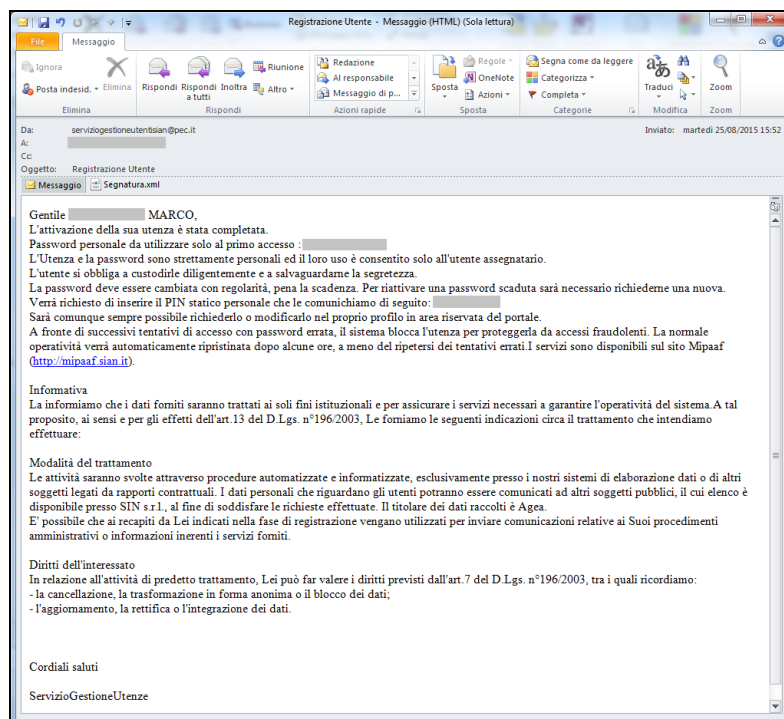 Registrazione Utente - Messaggio (HTML) (Sola lettura)
File Messaggio
Ignora
Posta indesid. Elimina
Elimina
Rispondi Rispondi a tutti Inoltra
Riunione
Altro
Rispondi
Redazione
Al responsabile
Messaggio di p...
Azioni rapide
Sposta
Regole
OneNote
Azioni
Sposta
Segna come da leggere
Categorizza
Completa
Categorie
Traduci
Modifica
Zoom
Zoom
Da: serviziogestioneutentisian@pec.it Inviato: martedì 25/08/2015 15:52
A:
Cc:
Oggetto: Registrazione Utente
Messaggio Segnatura.xml
Gentile MARCO,
L'attivazione della sua utenza è stata completata.
Password personale da utilizzare solo al primo accesso :
L'Utenza e la password sono strettamente personali ed il loro uso è consentito solo all'utente assegnatario.
L'utente si obbliga a custodirle diligentemente e a salvaguardarne la segretezza.
La password deve essere cambiata con regolarità, pena la scadenza. Per riattivare una password scaduta sarà necessario richiederne una nuova.
Verrà richiesto di inserire il PIN statico personale che le comunichiamo di seguito:
Sarà comunque sempre possibile richiederlo o modificarlo nel proprio profilo in area riservata del portale.
A fronte di successivi tentativi di accesso con password errata, il sistema blocca l'utenza per proteggerla da accessi fraudolenti. La normale
operatività verrà automaticamente ripristinata dopo alcune ore, a meno del ripetersi dei tentativi errati.I servizi sono disponibili sul sito Mipaaf
(http://mipaaf.sian.it).
Informativa
La informiamo che i dati forniti saranno trattati ai soli fini istituzionali e per assicurare i servizi necessari a garantire l'operatività del sistema.A tal
proposito, ai sensi e per gli effetti dell'art.13 del D.Lgs. n°196/2003, Le forniamo le seguenti indicazioni circa il trattamento che intendiamo
effettuare:
Modalità del trattamento
Le attività saranno svolte attraverso procedure automatizzate e informatizzate, esclusivamente presso i nostri sistemi di elaborazione dati o di altri
soggetti legati da rapporti contrattuali. I dati personali che riguardano gli utenti potranno essere comunicati ad altri soggetti pubblici, il cui elenco è
disponibile presso SIN s.r.l., al fine di soddisfare le richieste effettuate. Il titolare dei dati raccolti è Agea.
E' possibile che ai recapiti da Lei indicati nella fase di registrazione vengano utilizzati per inviare comunicazioni relative ai Suoi procedimenti
amministrativi o informazioni inerenti i servizi forniti.
Diritti dell'interessato
In relazione all'attività di predetto trattamento, Lei può far valere i diritti previsti dall'art.7 del D.Lgs. n°196/2003, tra i quali ricordiamo:
- la cancellazione, la trasformazione in forma anonima o il blocco dei dati;
- l'aggiornamento, la rettifica o l'integrazione dei dati.
Cordiali saluti
ServizioGestioneUtenze